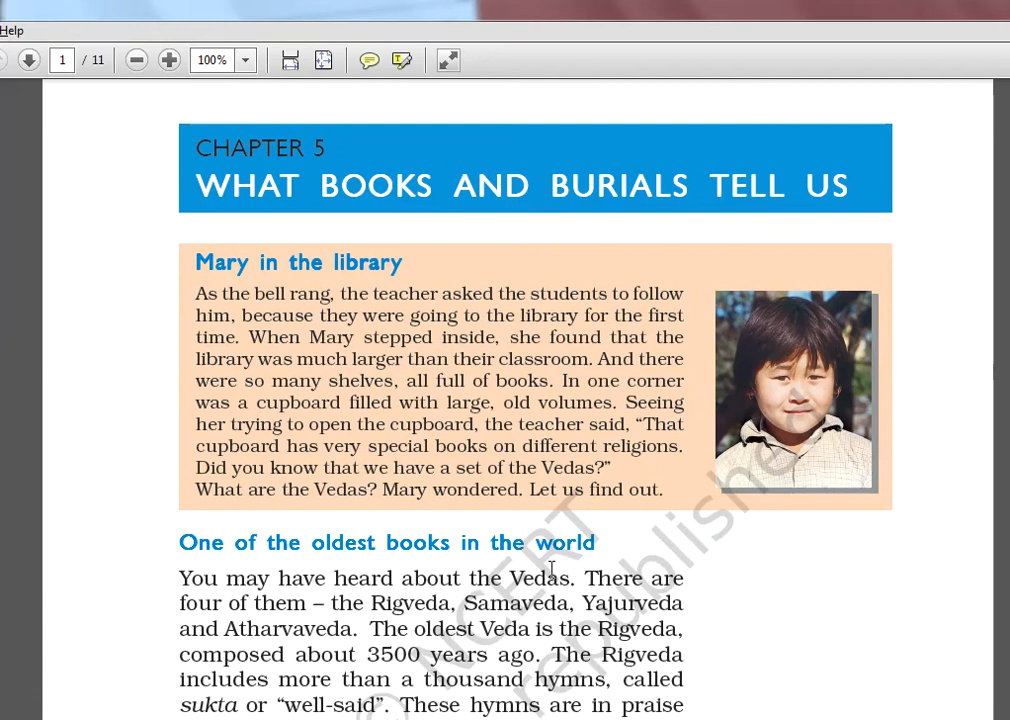 Help
1 / 11
100%
CHAPTER 5
WHAT BOOKS AND BURIALS TELL US
Mary in the library
As the bell rang, the teacher asked the students to follow
him, because they were going to the library for the first
time. When Mary stepped inside, she found that the
library was much larger than their classroom. And there
were so many shelves, all full of books. In one corner
was a cupboard filled with large, old volumes. Seeing
her trying to open the cupboard, the teacher said, “That
cupboard has very special books on different religions.
Did you know that we have a set of the Vedas?”
What are the Vedas? Mary wondered. Let us find out.
One of the oldest books in the world
You may have heard about the Vedas. There are
four of them – the Rigveda, Samaveda, Yajurveda
and Atharvaveda. The oldest Veda is the Rigveda,
composed about 3500 years ago. The Rigveda
includes more than a thousand hymns, called
sukta or “well-said”. These hymns are in praise
© NCERT
republished